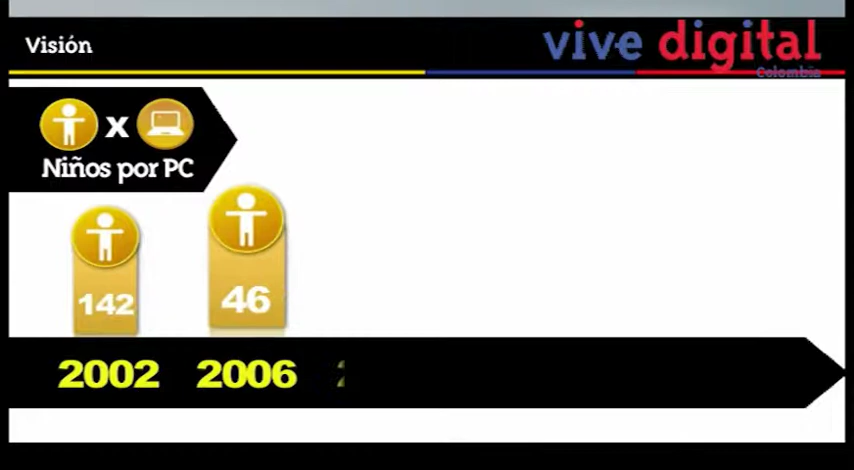 Visión
vive digital
Colombia
x
Niños por PC
142
46
2002 2006